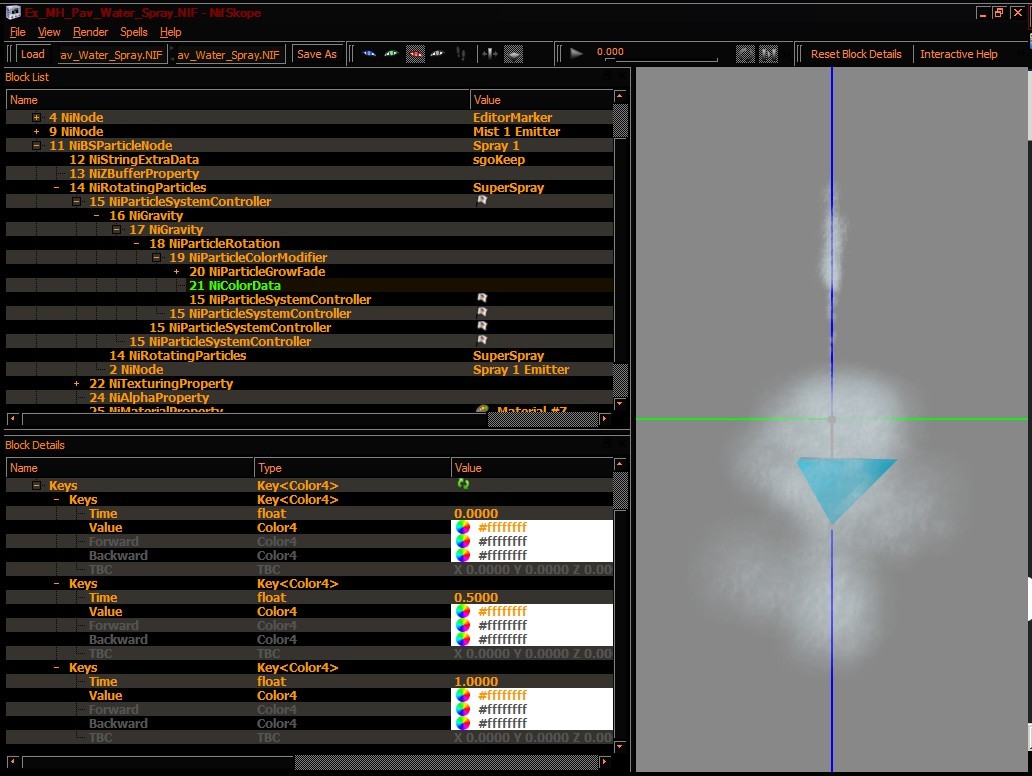 Ex_MH_Pav_Water_Spray.NIF - NifSkope
File View Render Spells Help
Load av_Water_Spray.NIF av_Water_Spray.NIF Save As 0.000 Reset Block Details Interactive Help
Block List
Name Value
4 NiNode EditorMarker
9 NiNode Mist 1 Emitter
11 NiBSParticleNode Spray 1
12 NiStringExtraData sgoKeep
13 NiZBufferProperty
14 NiRotatingParticles SuperSpray
15 NiParticleSystemController
16 NiGravity
17 NiGravity
18 NiParticleRotation
19 NiParticleColorModifier
20 NiParticleGrowFade
21 NiColorData
15 NiParticleSystemController
15 NiParticleSystemController
15 NiParticleSystemController
15 NiParticleSystemController
14 NiRotatingParticles SuperSpray
2 NiNode Spray 1 Emitter
22 NiTexturingProperty
24 NiAlphaProperty
25 NiMaterialProperty Material #7
Block Details
Name Type Value
Keys Key<Color4>
Keys Key<Color4>
Time float 0.0000
Value Color4 #ffffffff
Forward Color4 #ffffffff
Backward Color4 #ffffffff
TBC TBC X 0.0000 Y 0.0000 Z 0.00
Keys Key<Color4>
Time float 0.5000
Value Color4 #ffffffff
Forward Color4 #ffffffff
Backward Color4 #ffffffff
TBC TBC X 0.0000 Y 0.0000 Z 0.00
Keys Key<Color4>
Time float 1.0000
Value Color4 #ffffffff
Forward Color4 #ffffffff
Backward Color4 #ffffffff
TBC TBC X 0.0000 Y 0.0000 Z 0.00